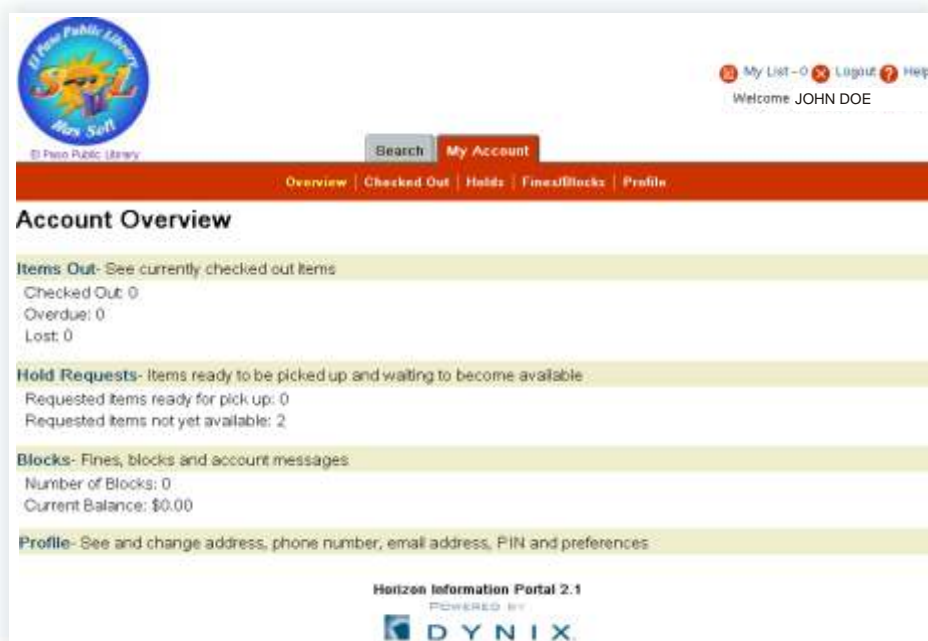 El Paso Public Library
SOL
Has Sol!
El Paso Public Library
My List - 0 Logout ? Help
Welcome JOHN DOE
Search My Account
Overview | Checked Out | Holds | Fines/Blocks | Profile
Account Overview
Items Out- See currently checked out items
Checked Out: 0
Overdue: 0
Lost: 0
Hold Requests- Items ready to be picked up and waiting to become available
Requested items ready for pick up: 0
Requested items not yet available: 2
Blocks- Fines, blocks and account messages
Number of Blocks: 0
Current Balance: $0.00
Profile- See and change address, phone number, email address, PIN and preferences
Horizon Information Portal 2.1
POWERED BY
DYNIX